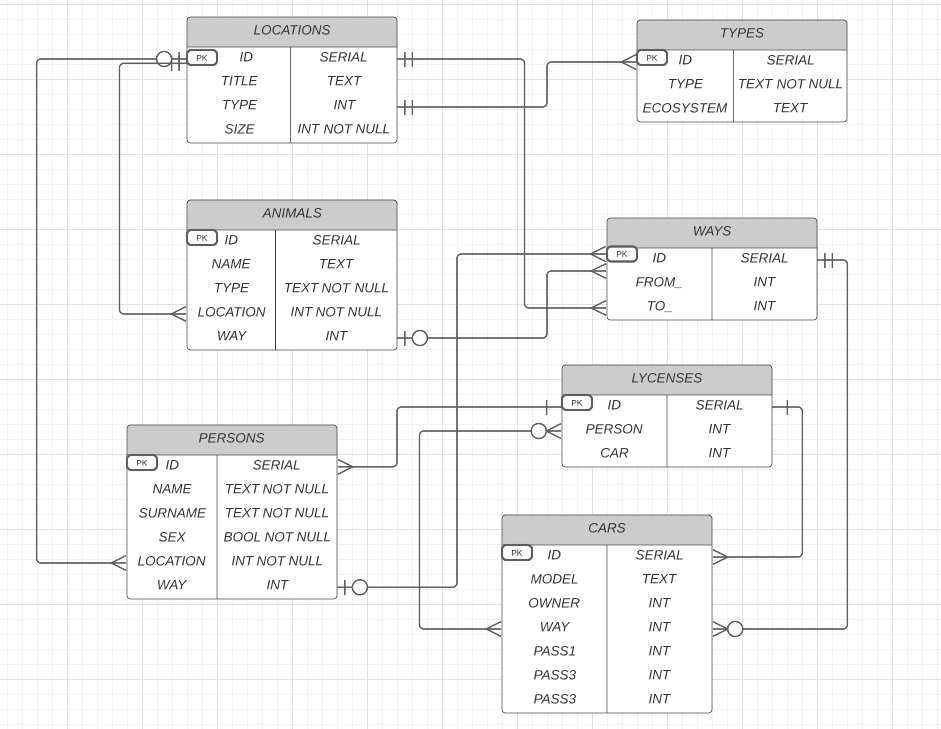 LOCATIONS
PK ID SERIAL
TITLE TEXT
TYPE INT
SIZE INT NOT NULL
TYPES
PK ID SERIAL
TYPE TEXT NOT NULL
ECOSYSTEM TEXT
ANIMALS
PK ID SERIAL
NAME TEXT
TYPE TEXT NOT NULL
LOCATION INT NOT NULL
WAY INT
WAYS
PK ID SERIAL
FROM_ INT
TO_ INT
LYCENSES
PK ID SERIAL
PERSON INT
CAR INT
PERSONS
PK ID SERIAL
NAME TEXT NOT NULL
SURNAME TEXT NOT NULL
SEX BOOL NOT NULL
LOCATION INT NOT NULL
WAY INT
CARS
PK ID SERIAL
MODEL TEXT
OWNER INT
WAY INT
PASS1 INT
PASS3 INT
PASS3 INT